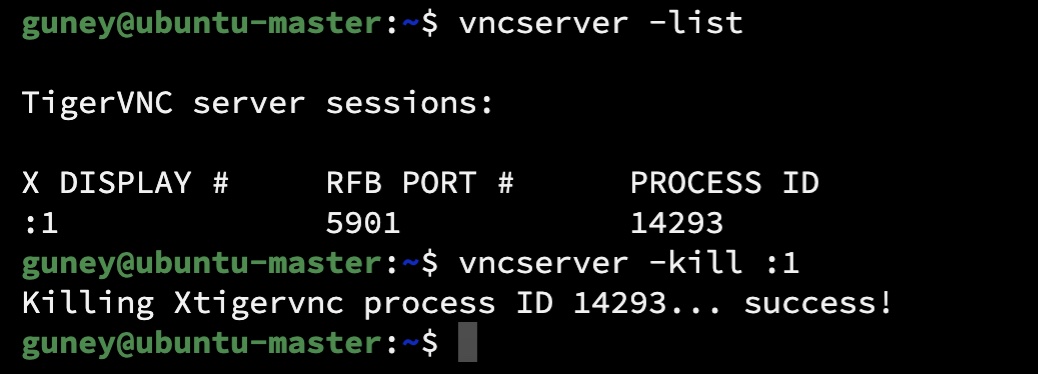 guney@ubuntu-master:~$ vncserver -list
TigerVNC server sessions:
X DISPLAY # RFB PORT # PROCESS ID
:1 5901 14293
guney@ubuntu-master:~$ vncserver -kill :1
Killing Xtigervnc process ID 14293... success!
guney@ubuntu-master:~$